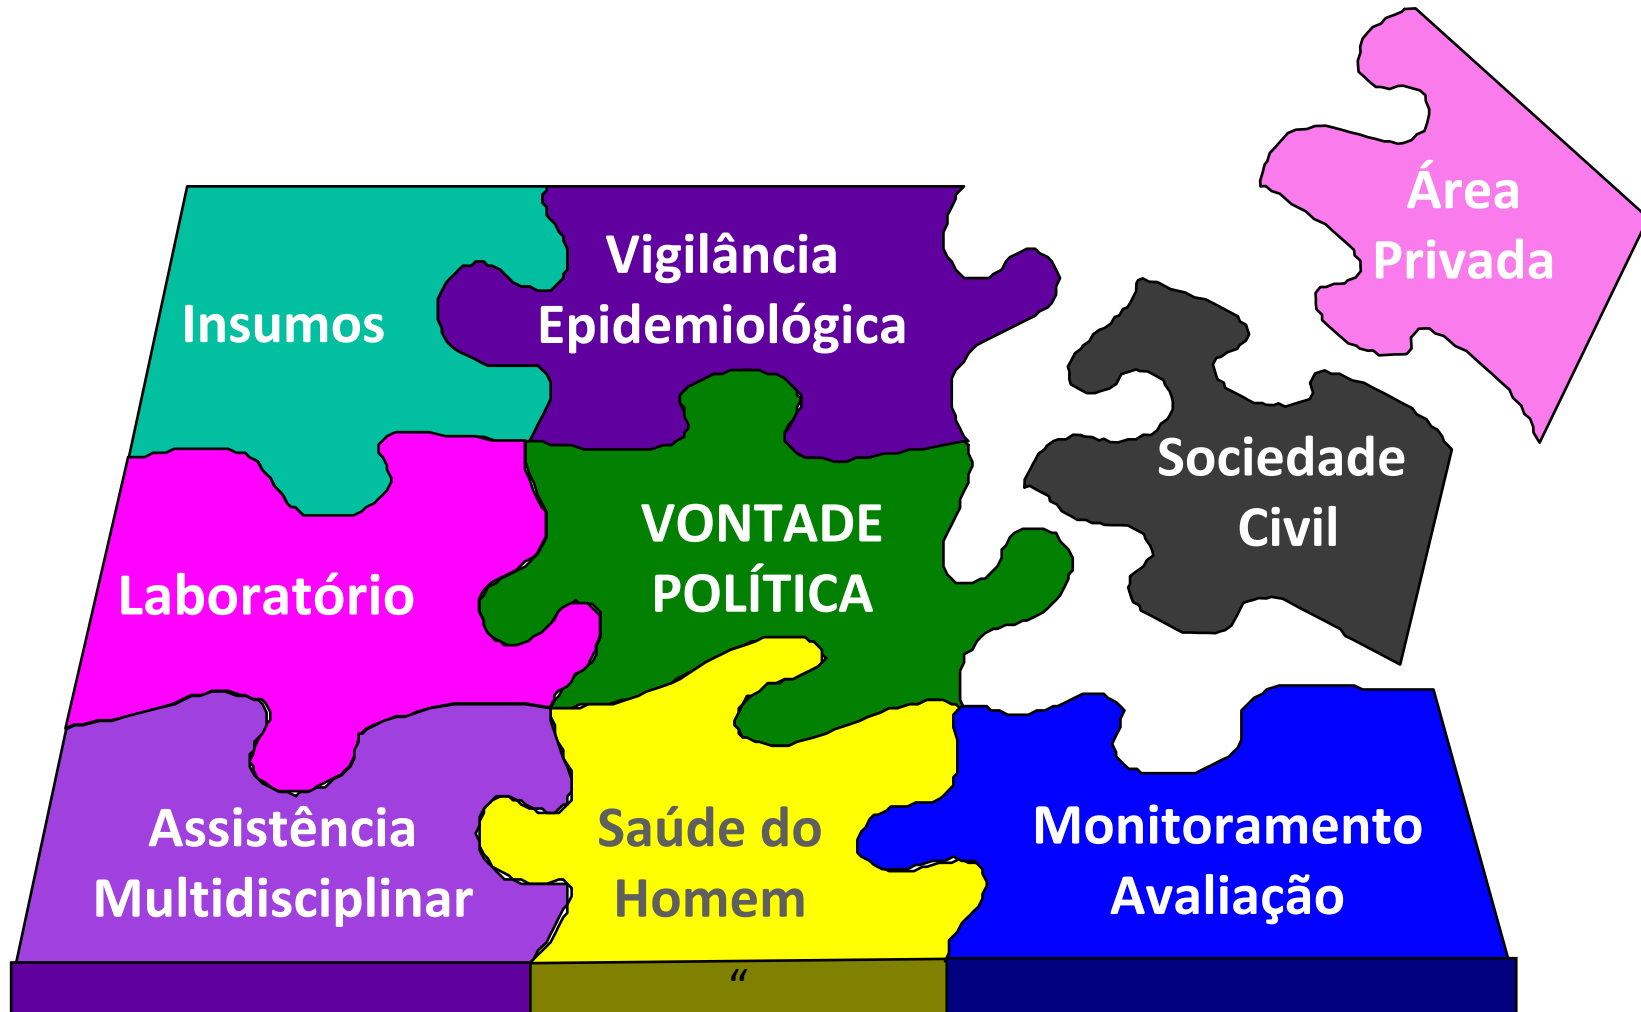 Área
Privada
Vigilância
Epidemiológica
Insumos
Sociedade
Civil
VONTADE
POLÍTICA
Laboratório
Assistência
Multidisciplinar
Saúde do
Homem
Monitoramento
Avaliação
“